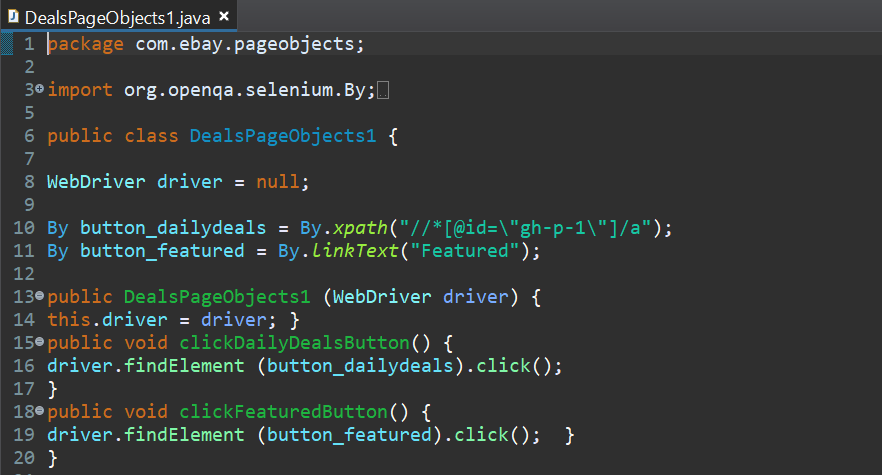 DealsPageObjects1.java
1 package com.ebay.pageobjects;
2
3 import org.openqa.selenium.By;
5
6 public class DealsPageObjects1 {
7
8 WebDriver driver = null;
9
10 By button_dailydeals = By.xpath("//*[@id=\"gh-p-1\"]/a");
11 By button_featured = By.linkText("Featured");
12
13 public DealsPageObjects1 (WebDriver driver) {
14 this.driver = driver; }
15 public void clickDailyDealsButton() {
16 driver.findElement (button_dailydeals).click();
17 }
18 public void clickFeaturedButton() {
19 driver.findElement (button_featured).click();  }
20 }